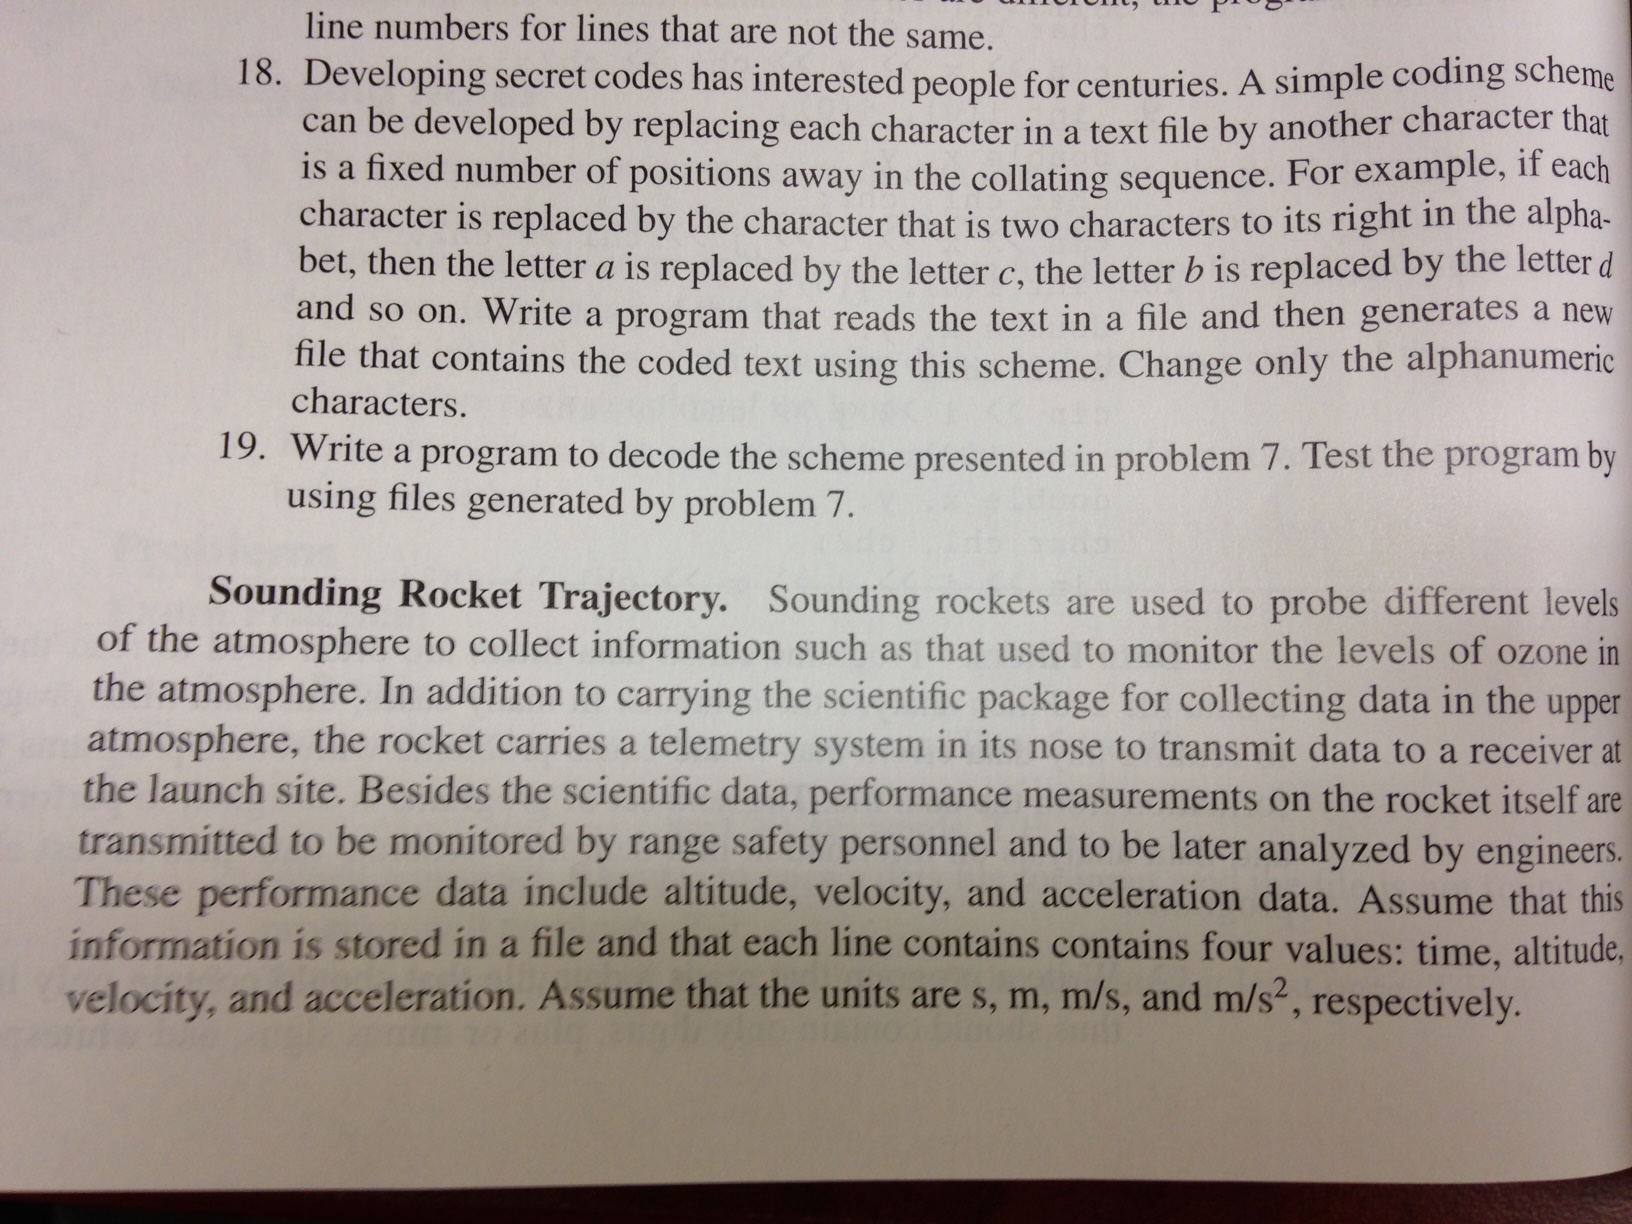 line numbers for lines that are not the same.
18. Developing secret codes has interested people for centuries. A simple coding scheme
can be developed by replacing each character in a text file by another character that
is a fixed number of positions away in the collating sequence. For example, if each
character is replaced by the character that is two characters to its right in the alpha-
bet, then the letter a is replaced by the letter c, the letter b is replaced by the letter d
and so on. Write a program that reads the text in a file and then generates a new
file that contains the coded text using this scheme. Change only the alphanumeric
characters.
19. Write a program to decode the scheme presented in problem 7. Test the program by
using files generated by problem 7.
Sounding Rocket Trajectory. Sounding rockets are used to probe different levels
of the atmosphere to collect information such as that used to monitor the levels of ozone in
the atmosphere. In addition to carrying the scientific package for collecting data in the upper
atmosphere, the rocket carries a telemetry system in its nose to transmit data to a receiver at
the launch site. Besides the scientific data, performance measurements on the rocket itself are
transmitted to be monitored by range safety personnel and to be later analyzed by engineers.
These performance data include altitude, velocity, and acceleration data. Assume that this
information is stored in a file and that each line contains contains four values: time, altitude,
velocity, and acceleration. Assume that the units are s, m, m/s, and m/s², respectively.